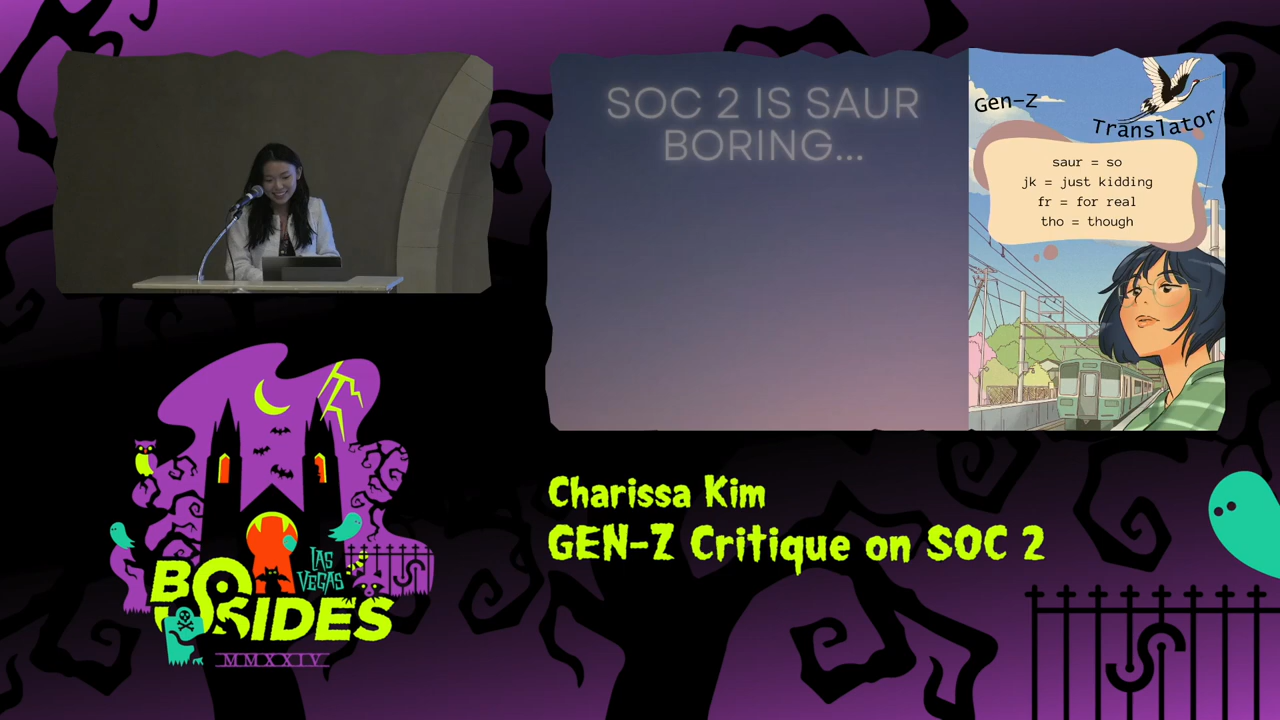 SOC 2 IS SAUR
BORING...
Gen-Z
Translator
saur = so
jk = just kidding
fr = for real
tho = though
Charissa Kim
GEN-Z Critique on SOC 2
LAS
VEGAS
BSIDES
MMXXIV